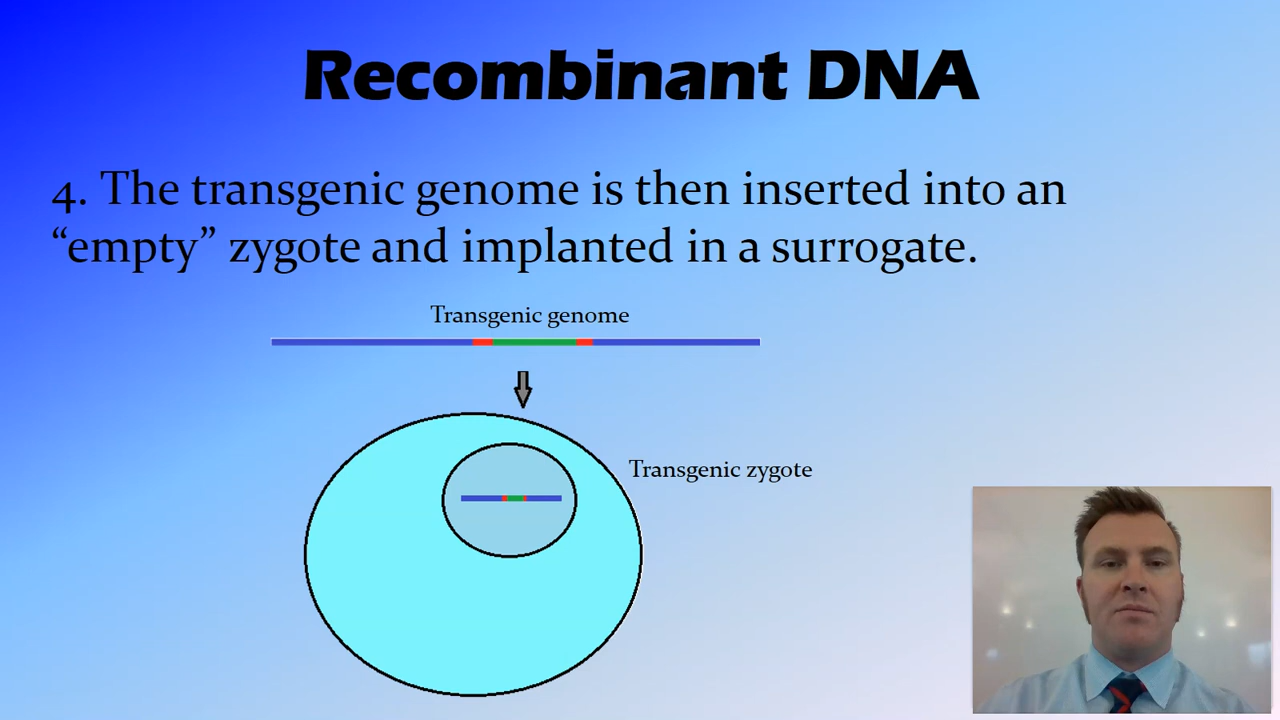 Recombinant DNA
4. The transgenic genome is then inserted into an
“empty” zygote and implanted in a surrogate.
Transgenic genome
Transgenic zygote